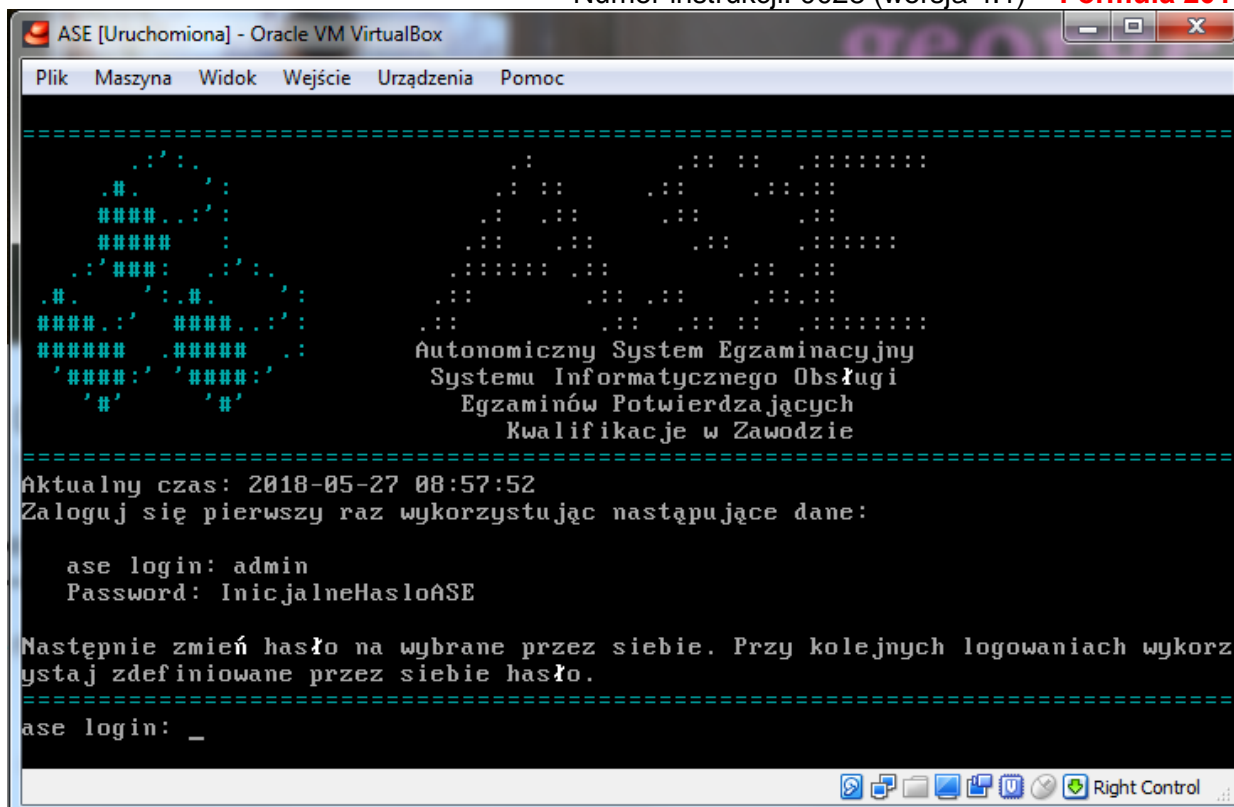 ASE [Uruchomiona] - Oracle VM VirtualBox
Plik Maszyna Widok Wejście Urządzenia Pomoc
Autonomiczny System Egzaminacyjny
Systemu Informatycznego Obsługi
Egzaminów Potwierdzających
Kwalifikacje w Zawodzie
Aktualny czas: 2018-05-27 08:57:52
Zaloguj się pierwszy raz wykorzystując nastąpujące dane:
ase login: admin
Password: InicjalneHasloASE
Następnie zmień hasło na wybrane przez siebie. Przy kolejnych logowaniach wykorz
ystaj zdefiniowane przez siebie hasło.
ase login: _
Right Control